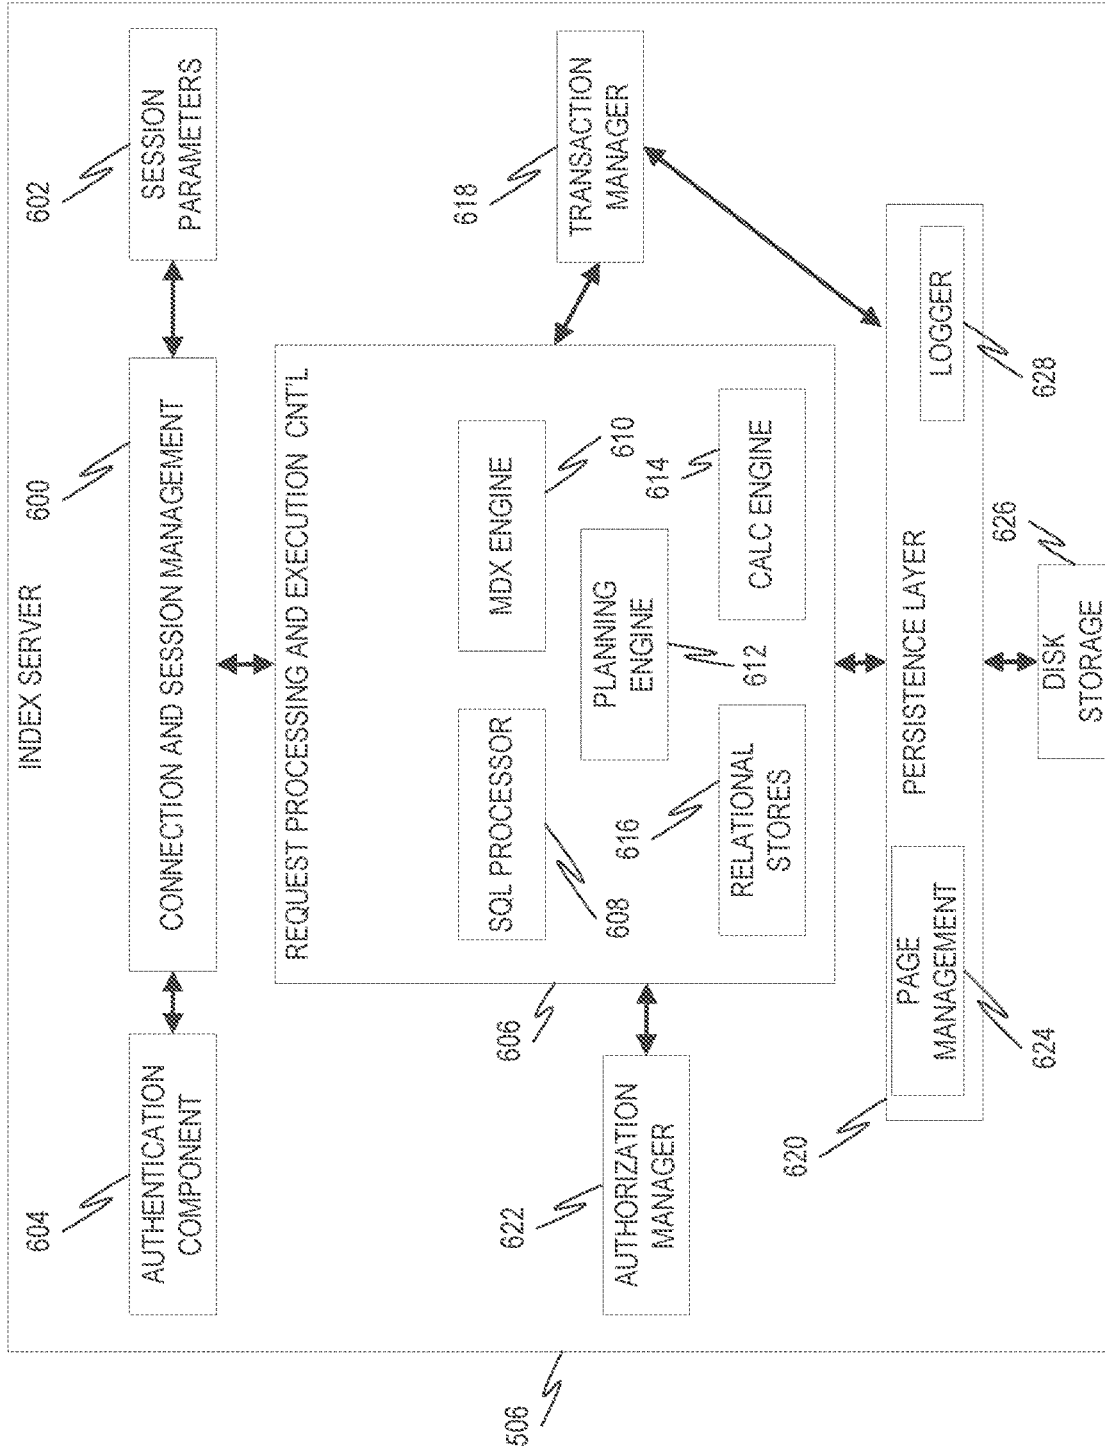 INDEX SERVER
506
604
600
602
AUTHENTICATION
COMPONENT
CONNECTION AND SESSION MANAGEMENT
SESSION
PARAMETERS
REQUEST PROCESSING AND EXECUTION CNT'L
606
SQL PROCESSOR
608
MDX ENGINE
610
PLANNING
ENGINE
612
616
RELATIONAL
STORES
614
CALC ENGINE
618
TRANSACTION
MANAGER
622
AUTHORIZATION
MANAGER
620
PAGE
MANAGEMENT
624
PERSISTENCE LAYER
LOGGER
628
626
DISK
STORAGE